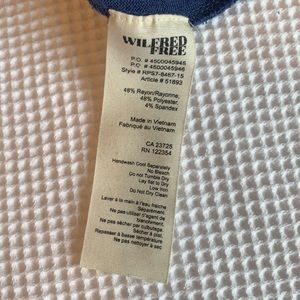 WILFRED
FREE
P.O. # 4500045945
P.O. # 4500045946
Style # RPS7-8487-15
Article # 51893
48% Rayon/Rayonne,
48% Polyester,
4% Spandex
Made in Vietnam
Fabriqué au Vietnam
CA 23725
RN 122354
Handwash Cool Separately
No Bleach
Do not Tumble Dry
Lay flat to Dry
Low Iron
Do Not Dry Clean
Laver à la main à l'eau fraîche
Séparément.
Ne pas utiliser d'agent de
blanchiment.
Ne pas sécher par culbutage.
Sécher à plat.
Repasser à basse température
Ne pas nettoyer à
sec